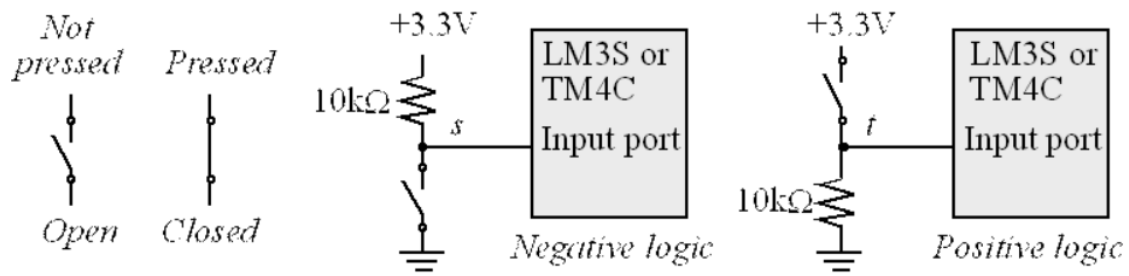 Not
pressed
Pressed
Open
Closed
+3.3V
10kΩ
s
LM3S or
TM4C
Input port
Negative logic
+3.3V
t
10kΩ
LM3S or
TM4C
Input port
Positive logic